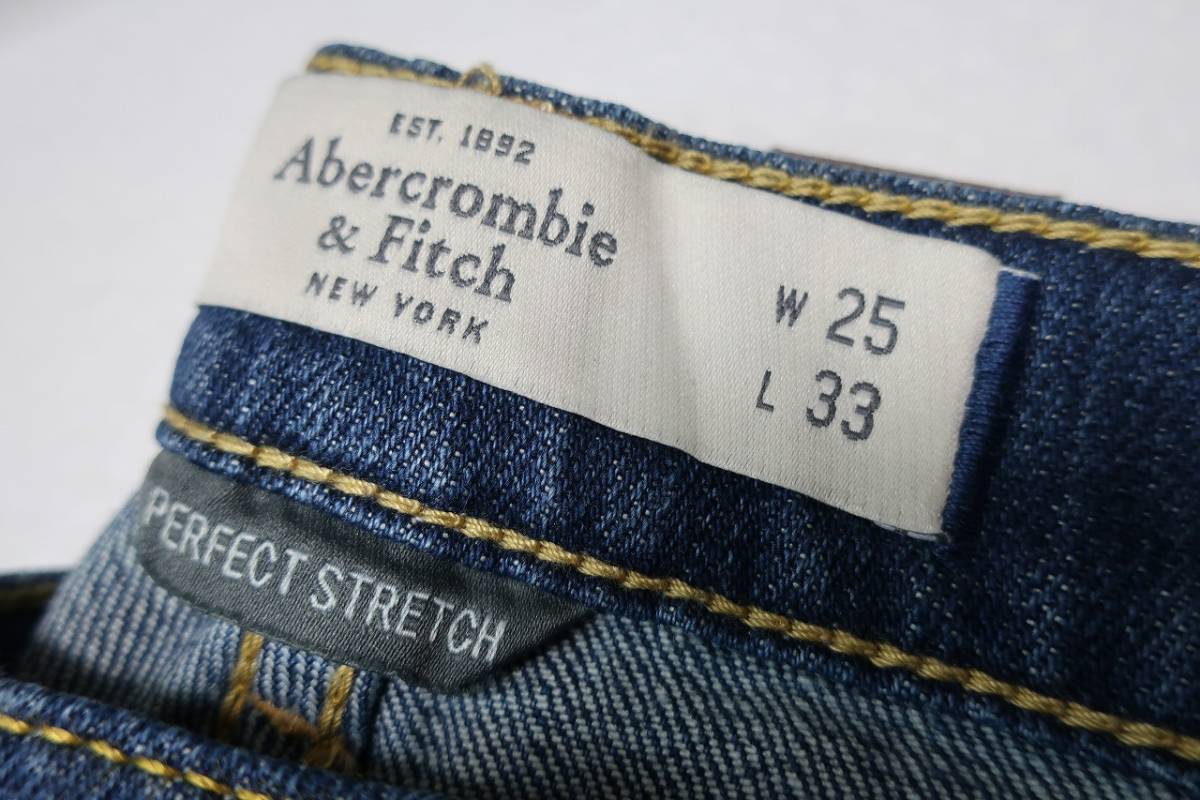 EST. 1892
Abercrombie
& Fitch
NEW YORK
W 25
L 33
PERFECT STRETCH